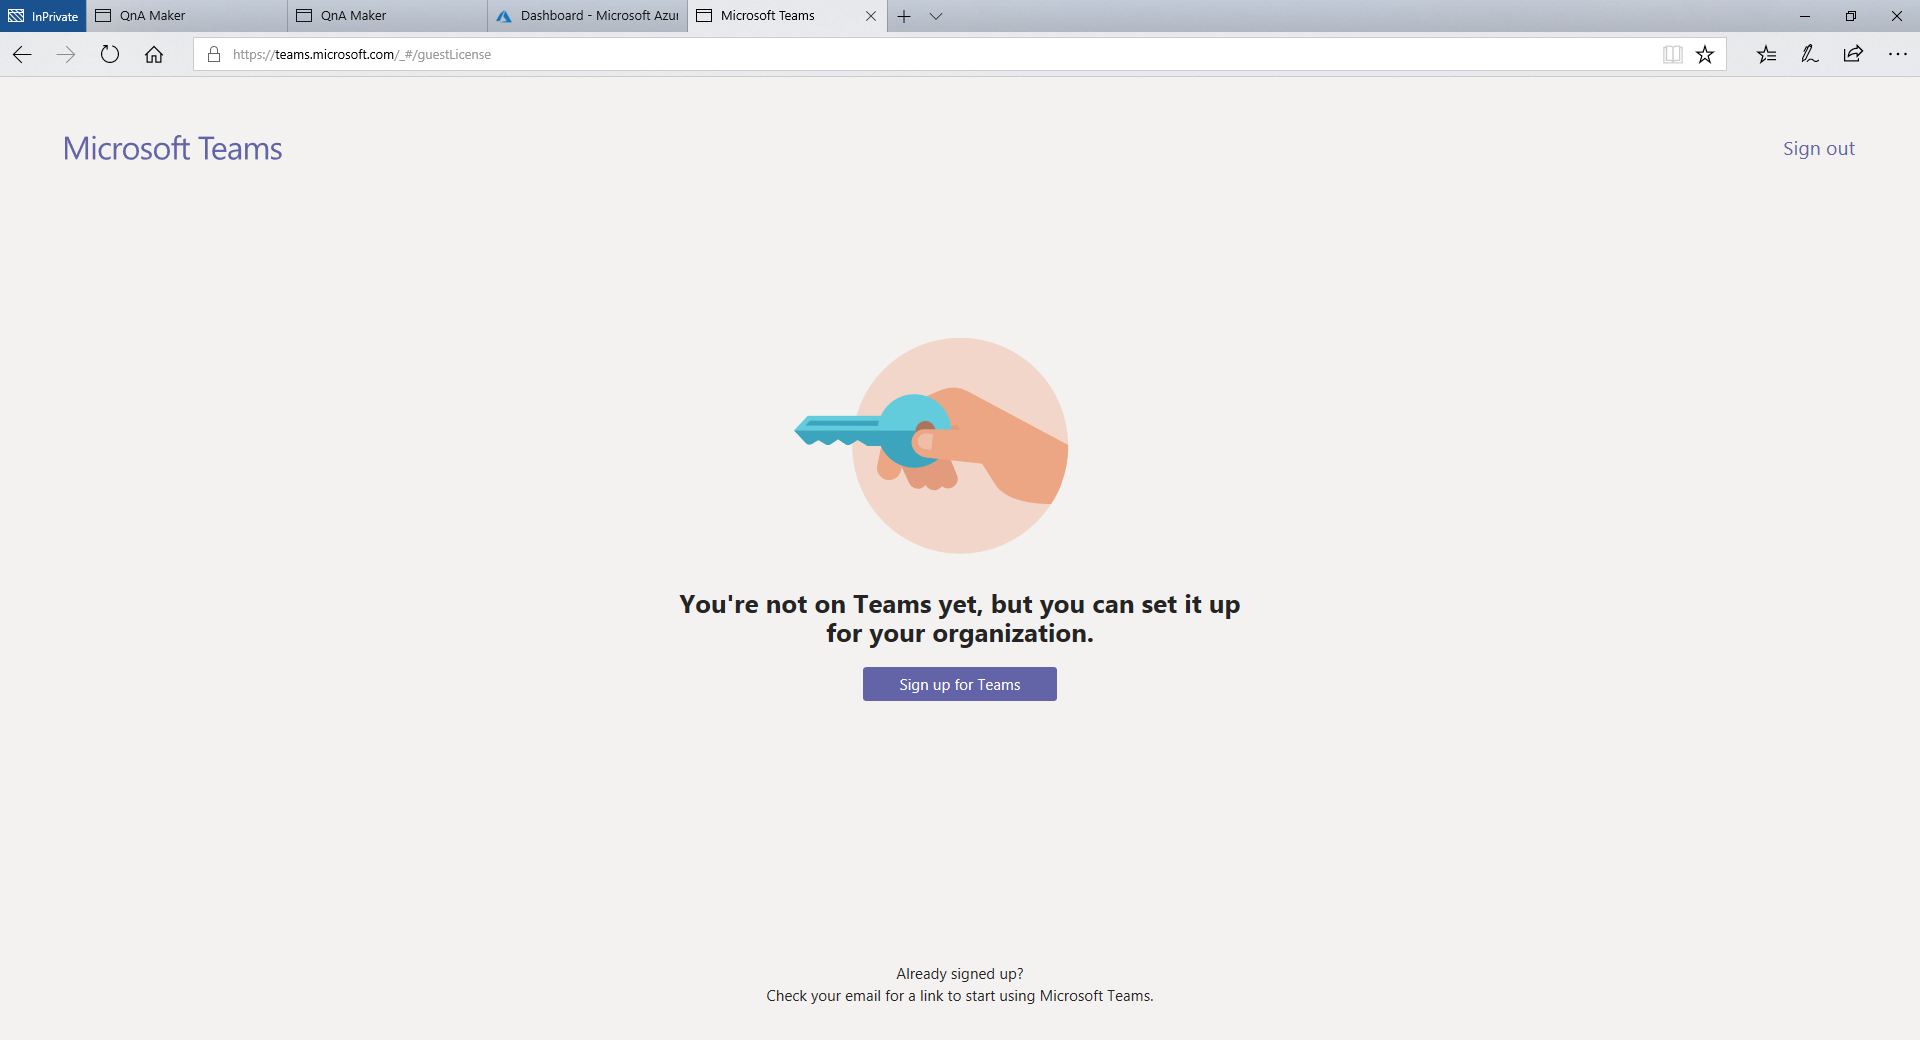 InPrivate
QnA Maker
QnA Maker
Dashboard - Microsoft Azu
Microsoft Teams
https://teams.microsoft.com/_#/guestLicense
Microsoft Teams
Sign out
You're not on Teams yet, but you can set it up
for your organization.
Sign up for Teams
Already signed up?
Check your email for a link to start using Microsoft Teams.